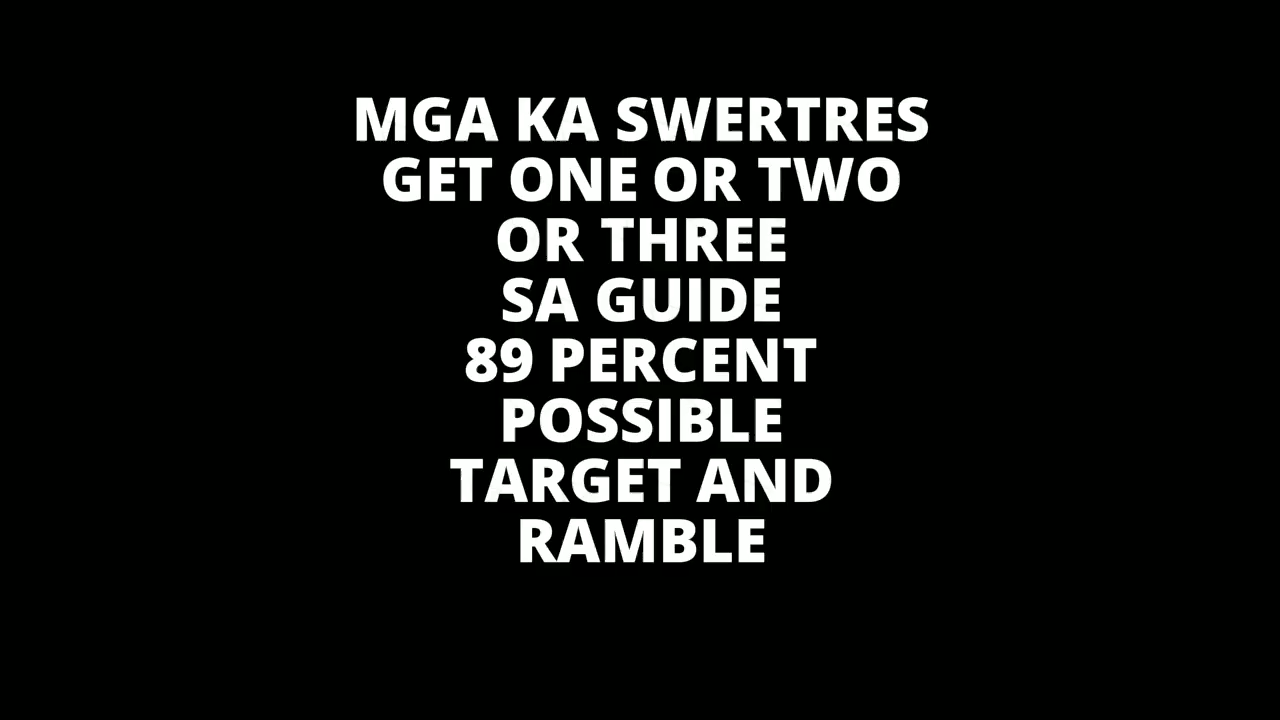 MGA KA SWERTRES
GET ONE OR TWO
OR THREE
SA GUIDE
89 PERCENT
POSSIBLE
TARGET AND
RAMBLE